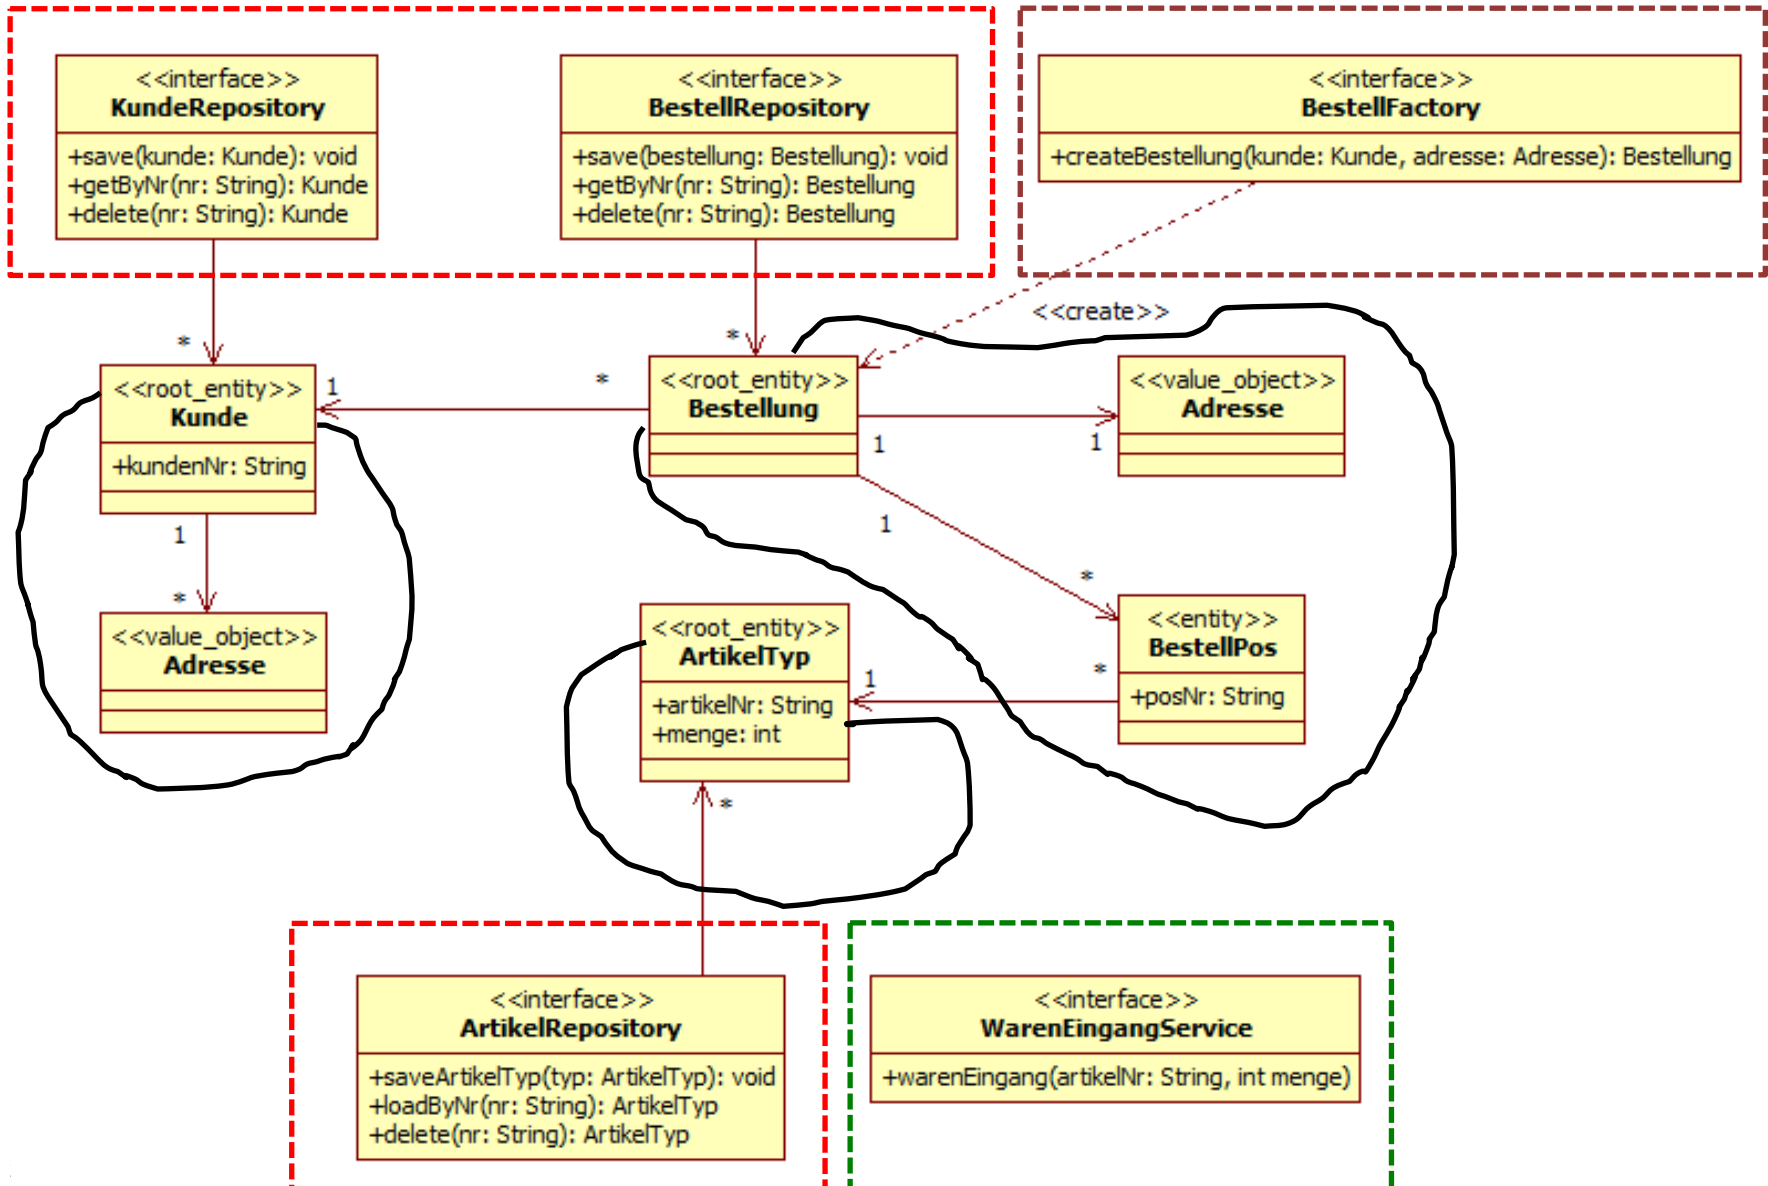 <<interface>>
KundeRepository
+save(kunde: Kunde): void
+getByNr(nr: String): Kunde
+delete(nr: String): Kunde
<<interface>>
BestellRepository
+save(bestellung: Bestellung): void
+getByNr(nr: String): Bestellung
+delete(nr: String): Bestellung
<<interface>>
BestellFactory
+createBestellung(kunde: Kunde, adresse: Adresse): Bestellung
<<create>>
*
*
<<root_entity>>
Kunde
+kundenNr: String
1
*
<<root_entity>>
Bestellung
1
1
<<value_object>>
Adresse
1
*
1
*
<<value_object>>
Adresse
<<root_entity>>
ArtikelTyp
+artikelNr: String
+menge: int
1
*
<<entity>>
BestellPos
+posNr: String
*
<<interface>>
ArtikelRepository
+saveArtikelTyp(typ: ArtikelTyp): void
+loadByNr(nr: String): ArtikelTyp
+delete(nr: String): ArtikelTyp
<<interface>>
WarenEingangService
+warenEingang(artikelNr: String, int menge)